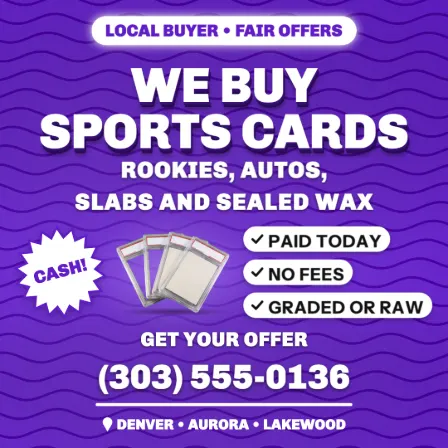 LOCAL BUYER • FAIR OFFERS
WE BUY
SPORTS CARDS
ROOKIES, AUTOS,
SLABS AND SEALED WAX
CASH!
✓ PAID TODAY
✓ NO FEES
✓ GRADED OR RAW
GET YOUR OFFER
(303) 555-0136
DENVER • AURORA • LAKEWOOD